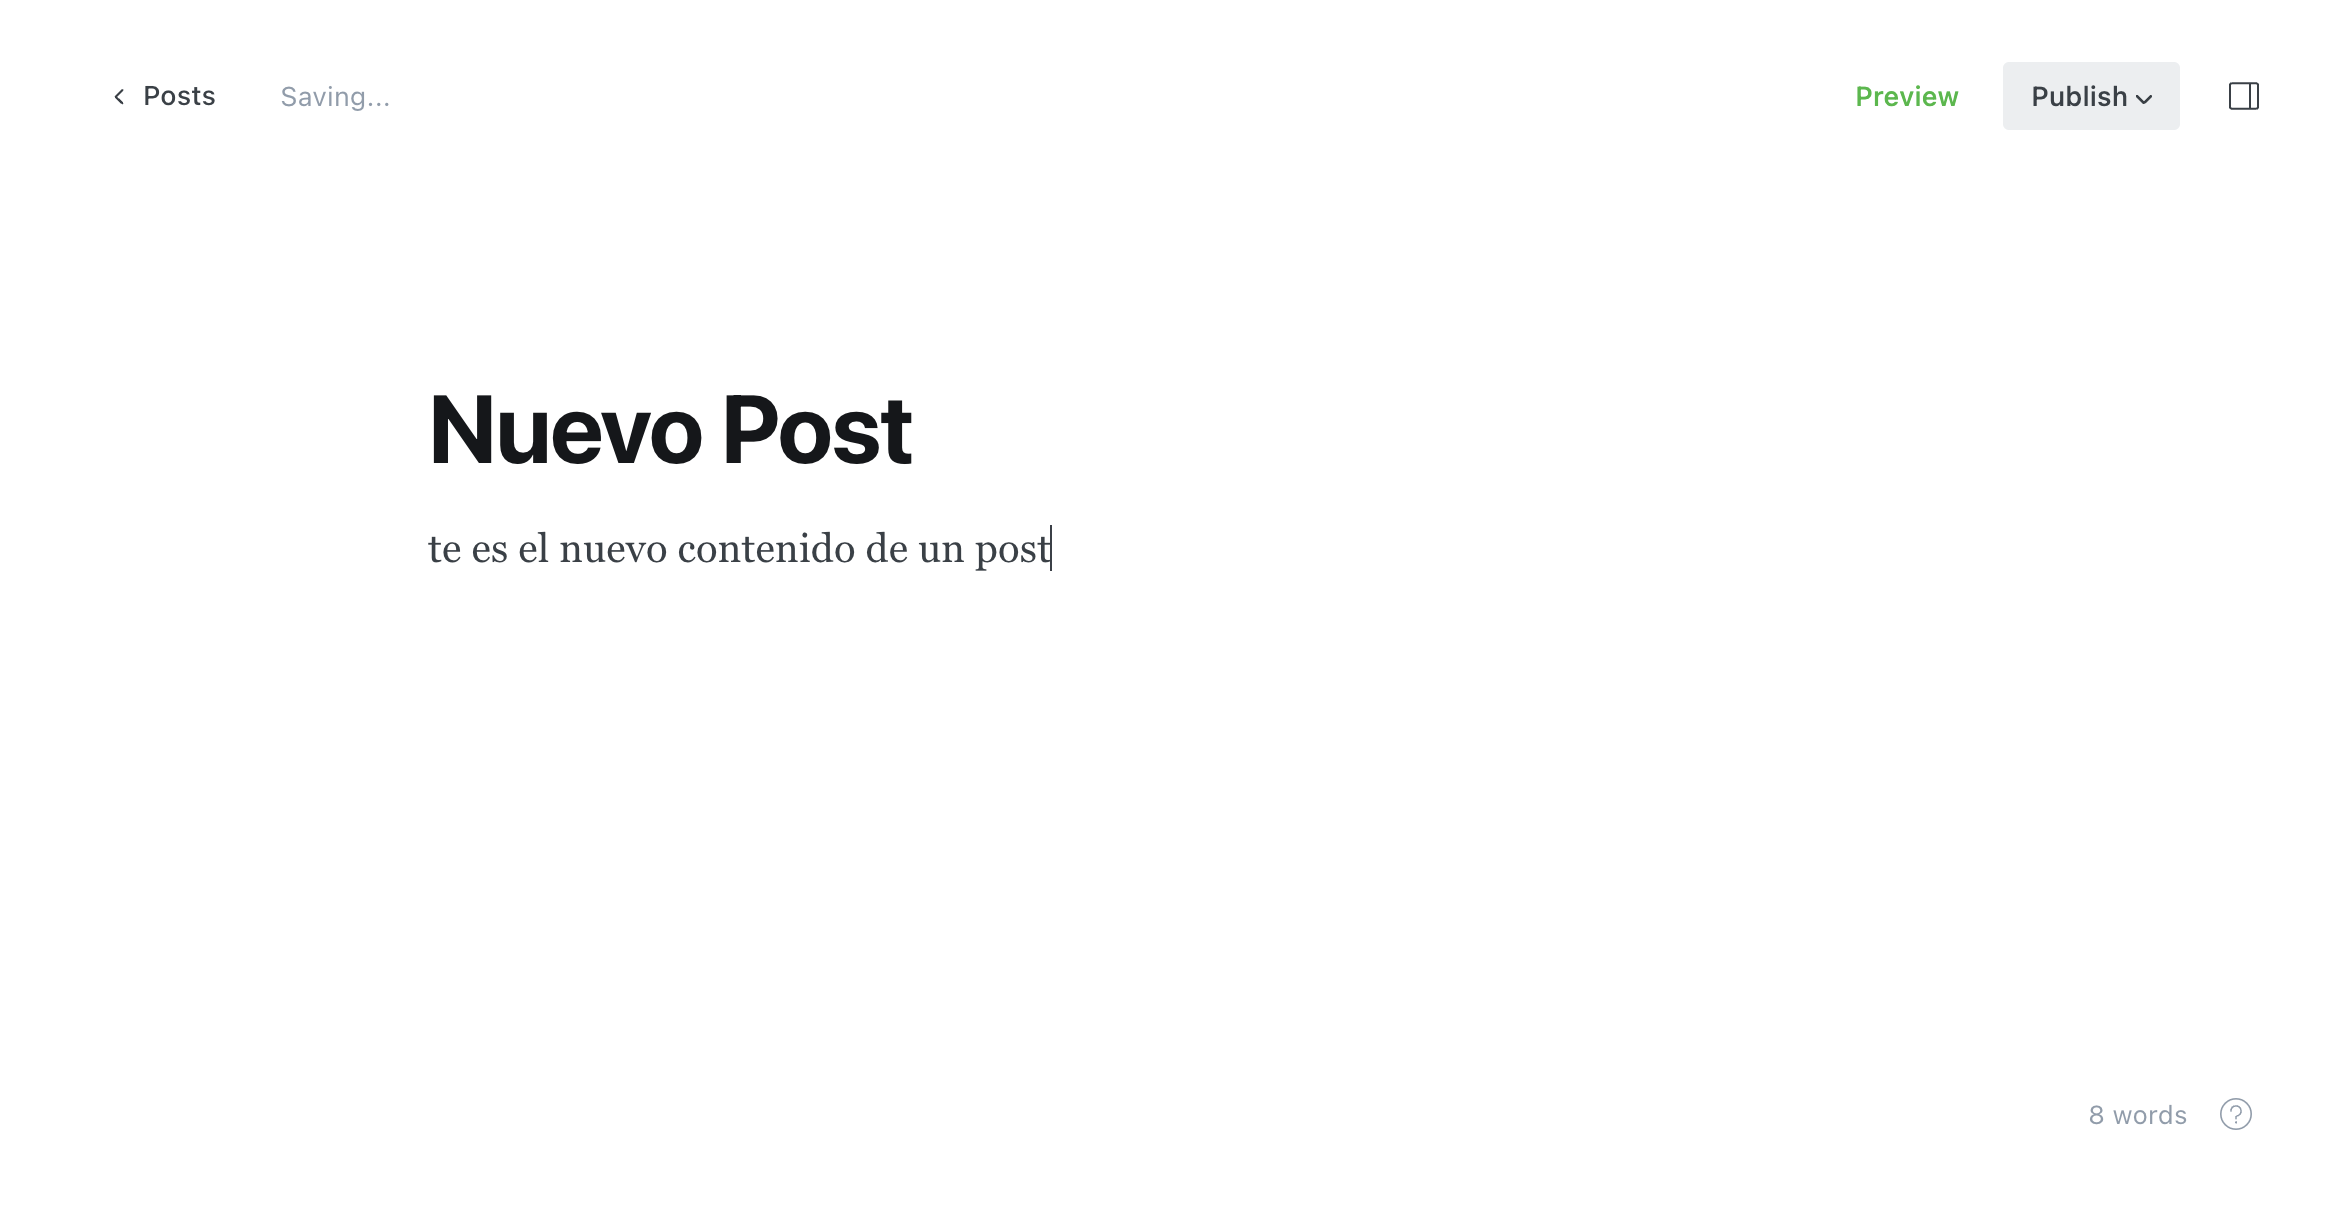 Posts
Saving...
Preview
Publish
Nuevo Post
te es el nuevo contenido de un post
8 words
?